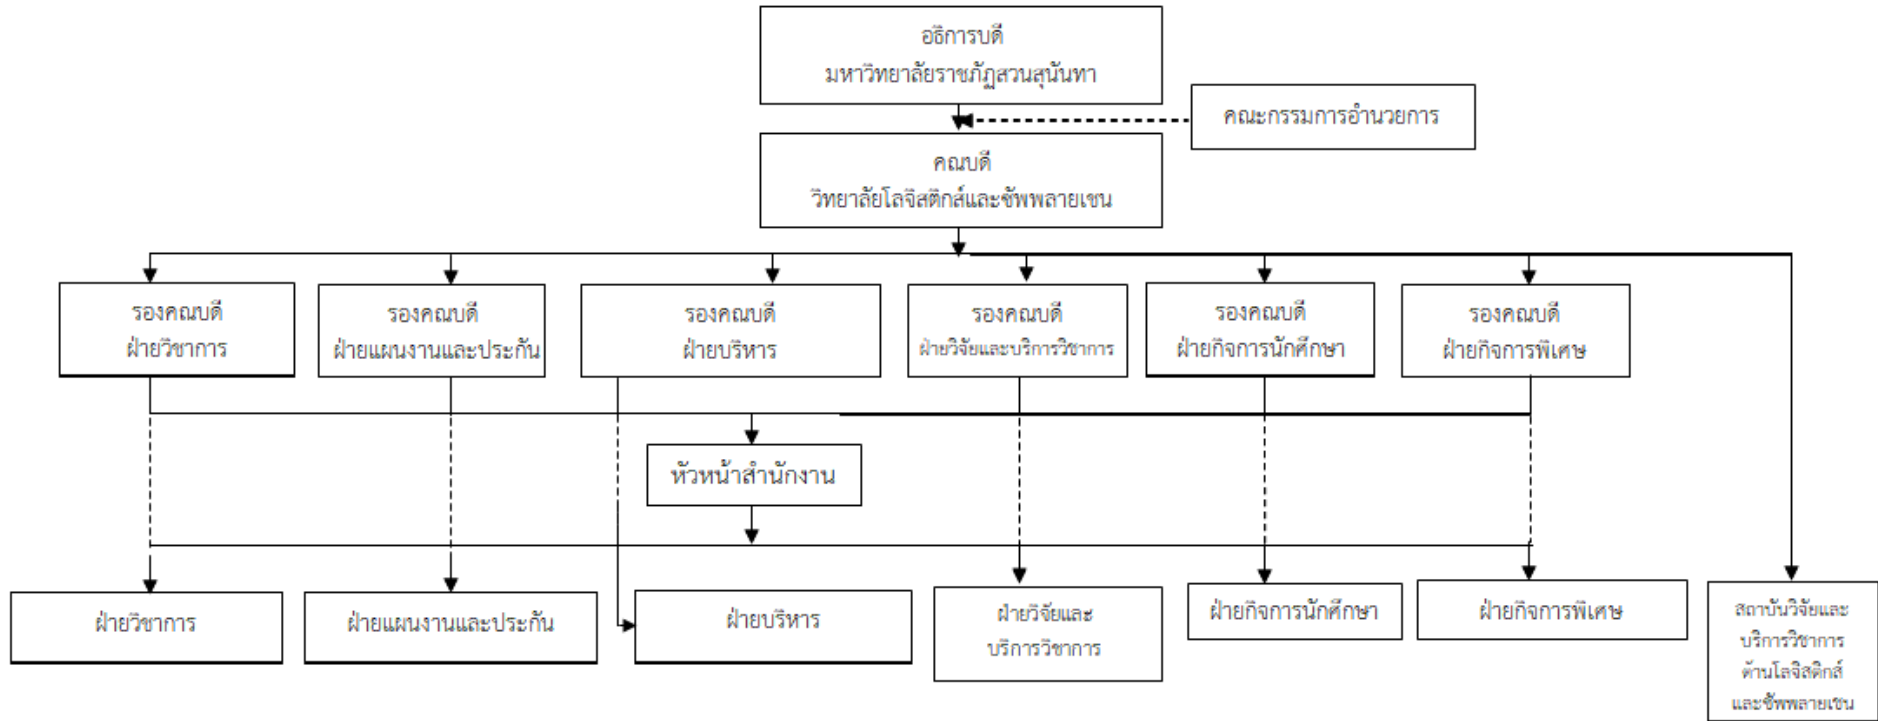 อธิการบดี
มหาวิทยาลัยราชภัฏสวนสุนันทา
คณะกรรมการอำนวยการ
คณบดี
วิทยาลัยโลจิสติกส์และซัพพลายเชน
รองคณบดี
ฝ่ายวิชาการ
รองคณบดี
ฝ่ายแผนงานและประกัน
รองคณบดี
ฝ่ายบริหาร
รองคณบดี
ฝ่ายวิจัยและบริการวิชาการ
รองคณบดี
ฝ่ายกิจการนักศึกษา
รองคณบดี
ฝ่ายกิจการพิเศษ
หัวหน้าสำนักงาน
ฝ่ายวิชาการ
ฝ่ายแผนงานและประกัน
ฝ่ายบริหาร
ฝ่ายวิจัยและ
บริการวิชาการ
ฝ่ายกิจการนักศึกษา
ฝ่ายกิจการพิเศษ
สถาบันวิจัยและ
บริการวิชาการ
ด้านโลจิสติกส์
และซัพพลายเชน